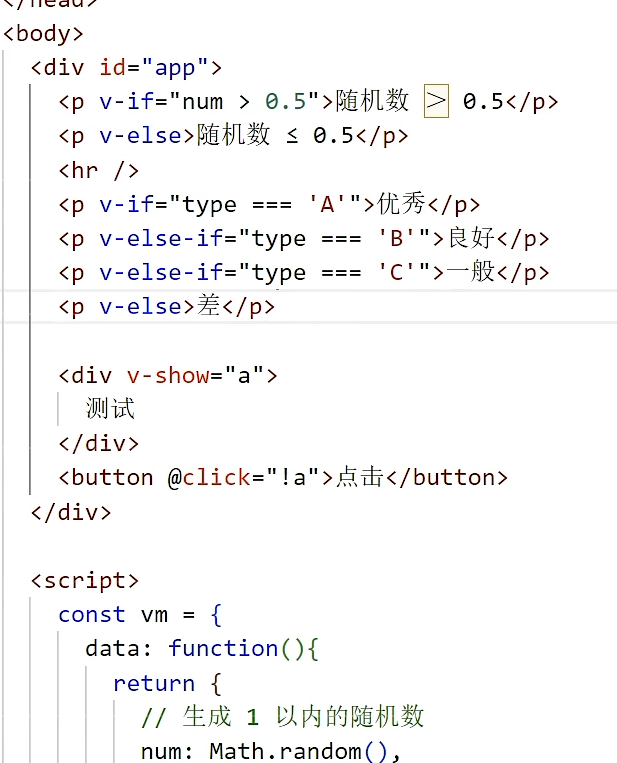 </head>
<body>
<div id="app">
<p v-if="num > 0.5">随机数 > 0.5</p>
<p v-else>随机数 ≤ 0.5</p>
<hr />
<p v-if="type === 'A'">优秀</p>
<p v-else-if="type === 'B'">良好</p>
<p v-else-if="type === 'C'">一般</p>
<p v-else>差</p>
<div v-show="a">
测试
</div>
<button @click="!a">点击</button>
</div>
<script>
const vm = {
data: function(){
return {
// 生成 1 以内的随机数
num: Math.random(),